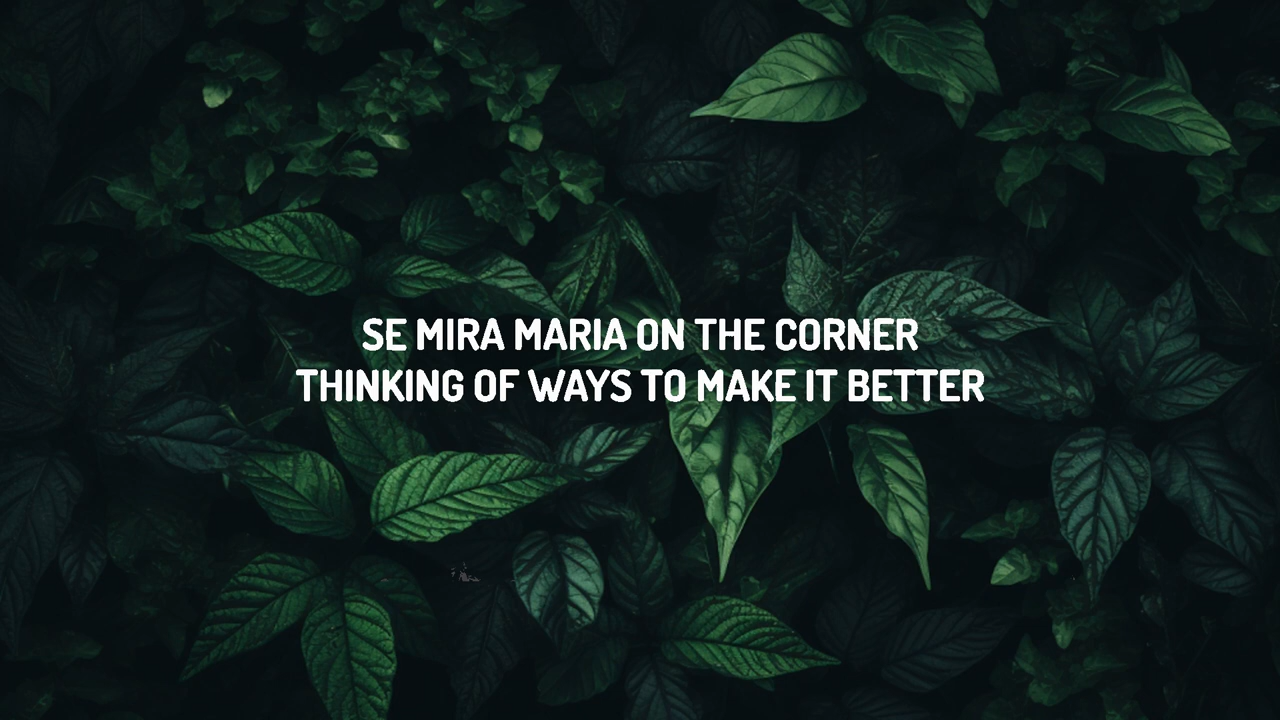 SE MIRA MARIA ON THE CORNER
THINKING OF WAYS TO MAKE IT BETTER